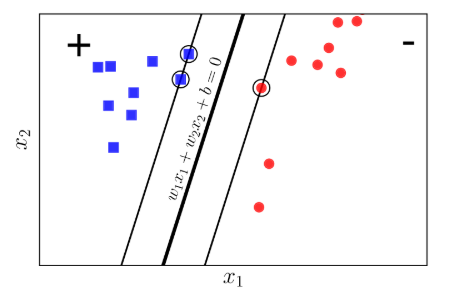 +
-
w₁x₁ + w₂x₂ + b = 0
x₂
x₁